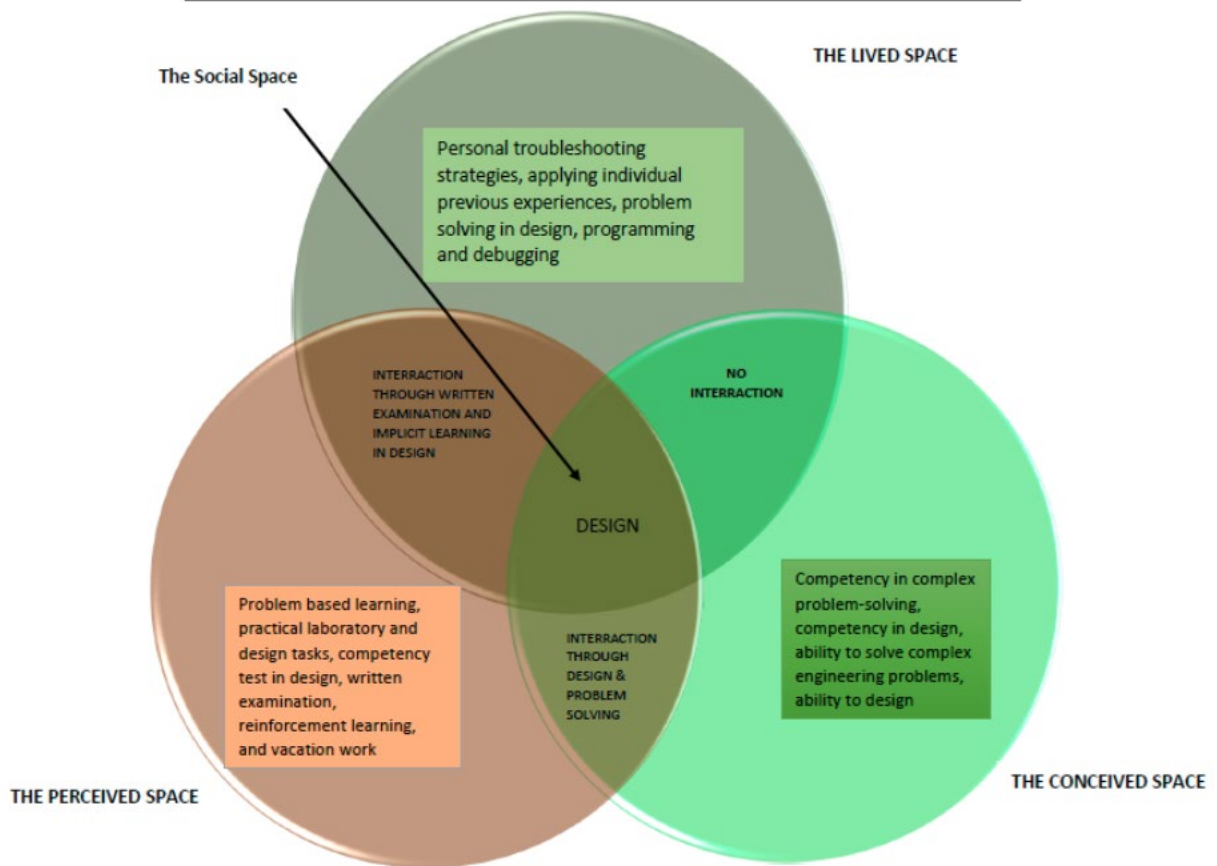 THE LIVED SPACE
The Social Space
Personal troubleshooting
strategies, applying individual
previous experiences, problem
solving in design, programming
and debugging
INTERRACTION
THROUGH WRITTEN
EXAMINATION AND
IMPLICIT LEARNING
IN DESIGN
NO
INTERRACTION
DESIGN
Problem based learning,
practical laboratory and
design tasks, competency
test in design, written
examination,
reinforcement learning,
and vacation work
INTERRACTION
THROUGH
DESIGN &
PROBLEM
SOLVING
Competency in complex
problem-solving,
competency in design,
ability to solve complex
engineering problems,
ability to design
THE PERCEIVED SPACE
THE CONCEIVED SPACE